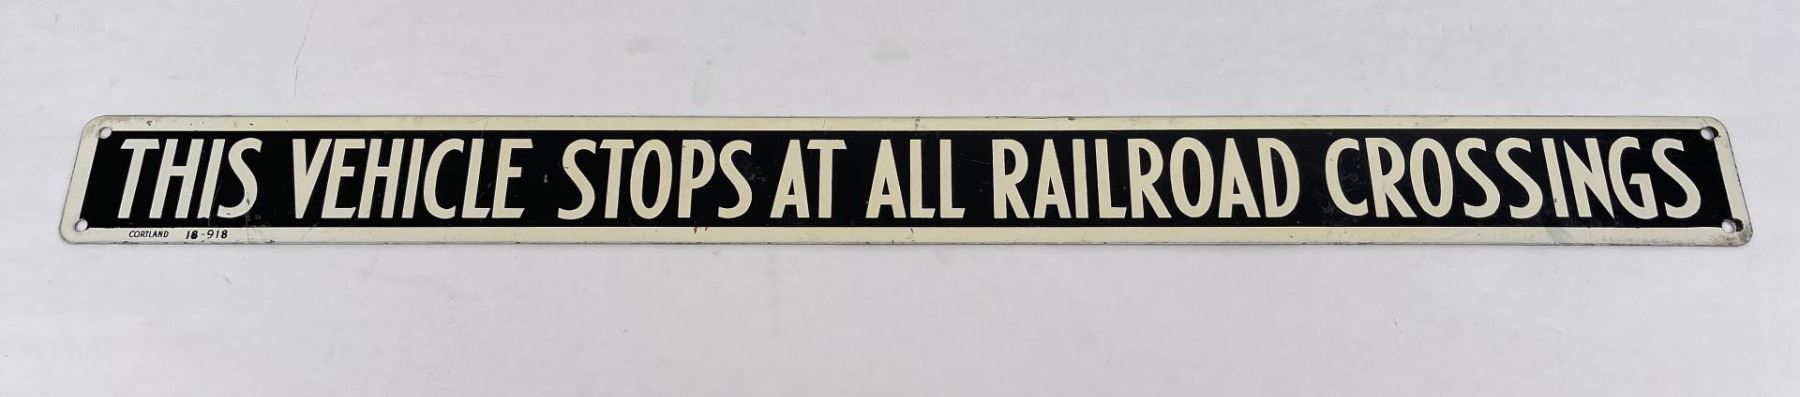 THIS VEHICLE STOPS AT ALL RAILROAD CROSSINGS
CORTLAND 18-918